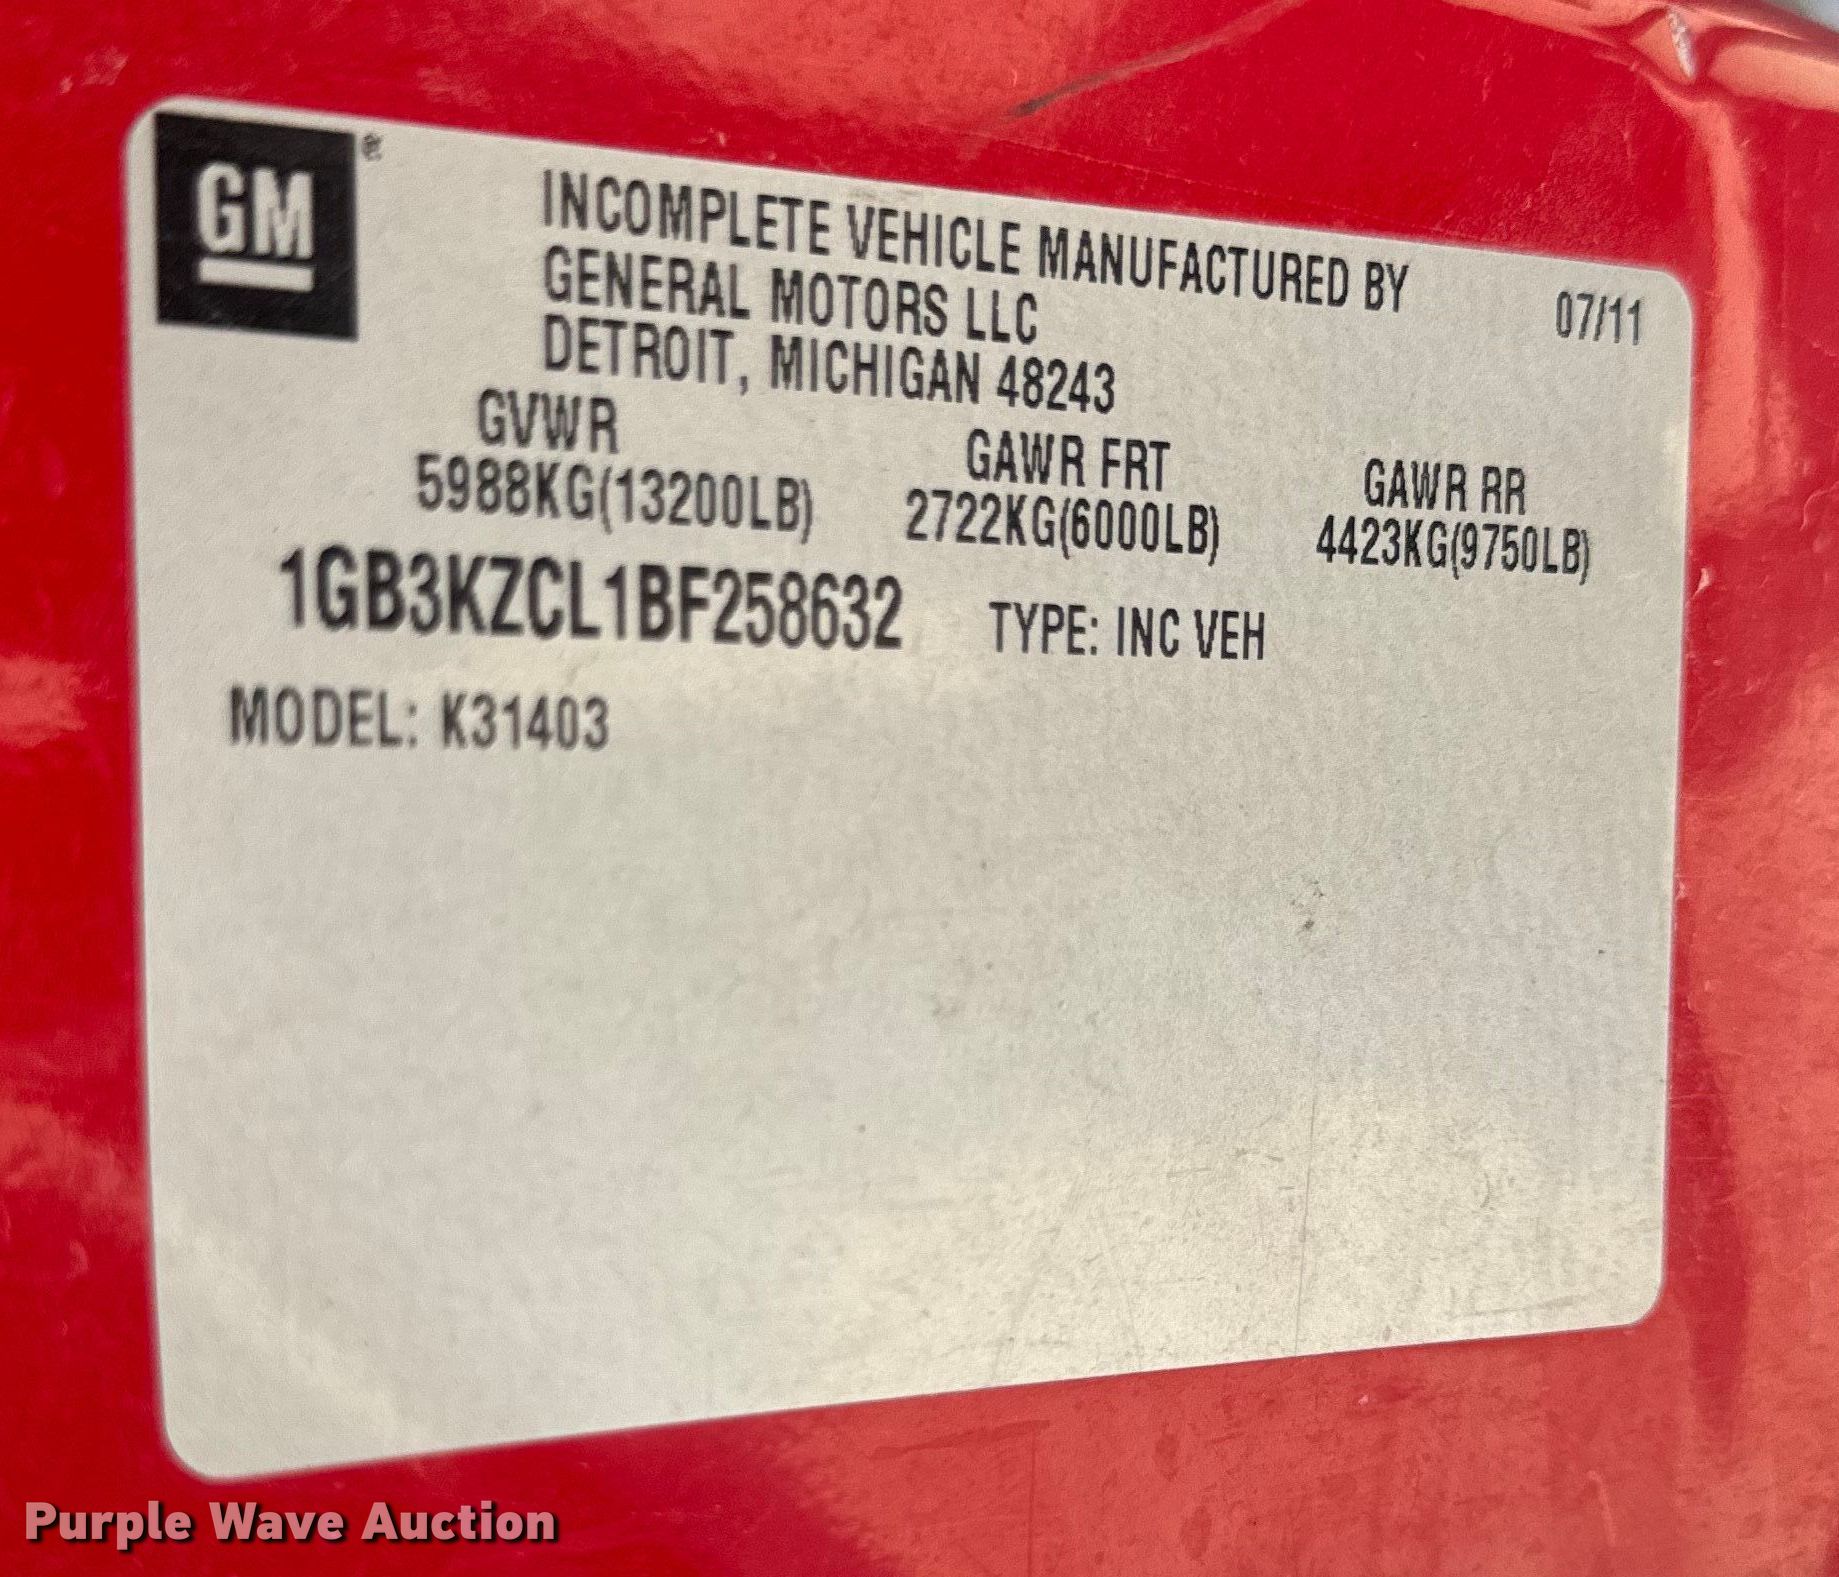 GM
INCOMPLETE VEHICLE MANUFACTURED BY
GENERAL MOTORS LLC
DETROIT, MICHIGAN 48243
07/11
GVWR GAWR FRT GAWR RR
5988KG(13200LB) 2722KG(6000LB) 4423KG(9750LB)
1GB3KZCL1BF258632 TYPE: INC VEH
MODEL: K31403
Purple Wave Auction